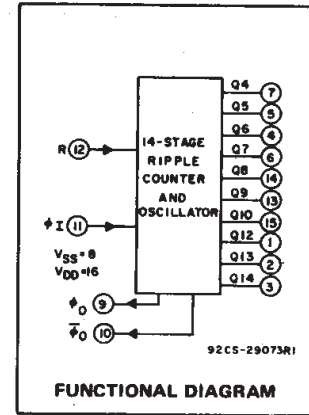 Q4 7
Q5 5
Q6 4
Q7 6
Q8 14
Q9 13
Q10 15
Q12 1
Q13 2
Q14 3
R 12
14-STAGE
RIPPLE
COUNTER
AND
OSCILLATOR
ΦI 11
VSS=8
VDD=16
ΦO 9
Φ̅O 10
92CS-29073R1
FUNCTIONAL DIAGRAM